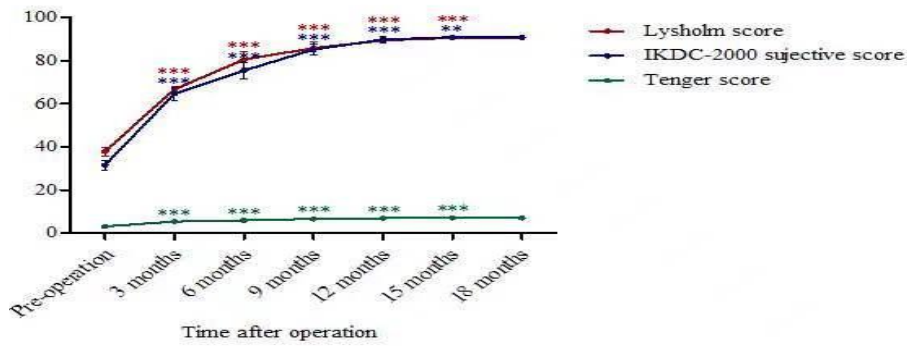 100
80
60
40
20
0
*** *** *** *** ***
*** *** *** *** **
*** *** *** *** ***
Pre-operation
3 months
6 months
9 months
12 months
15 months
18 months
Time after operation
Lysholm score
IKDC-2000 sujective score
Tenger score